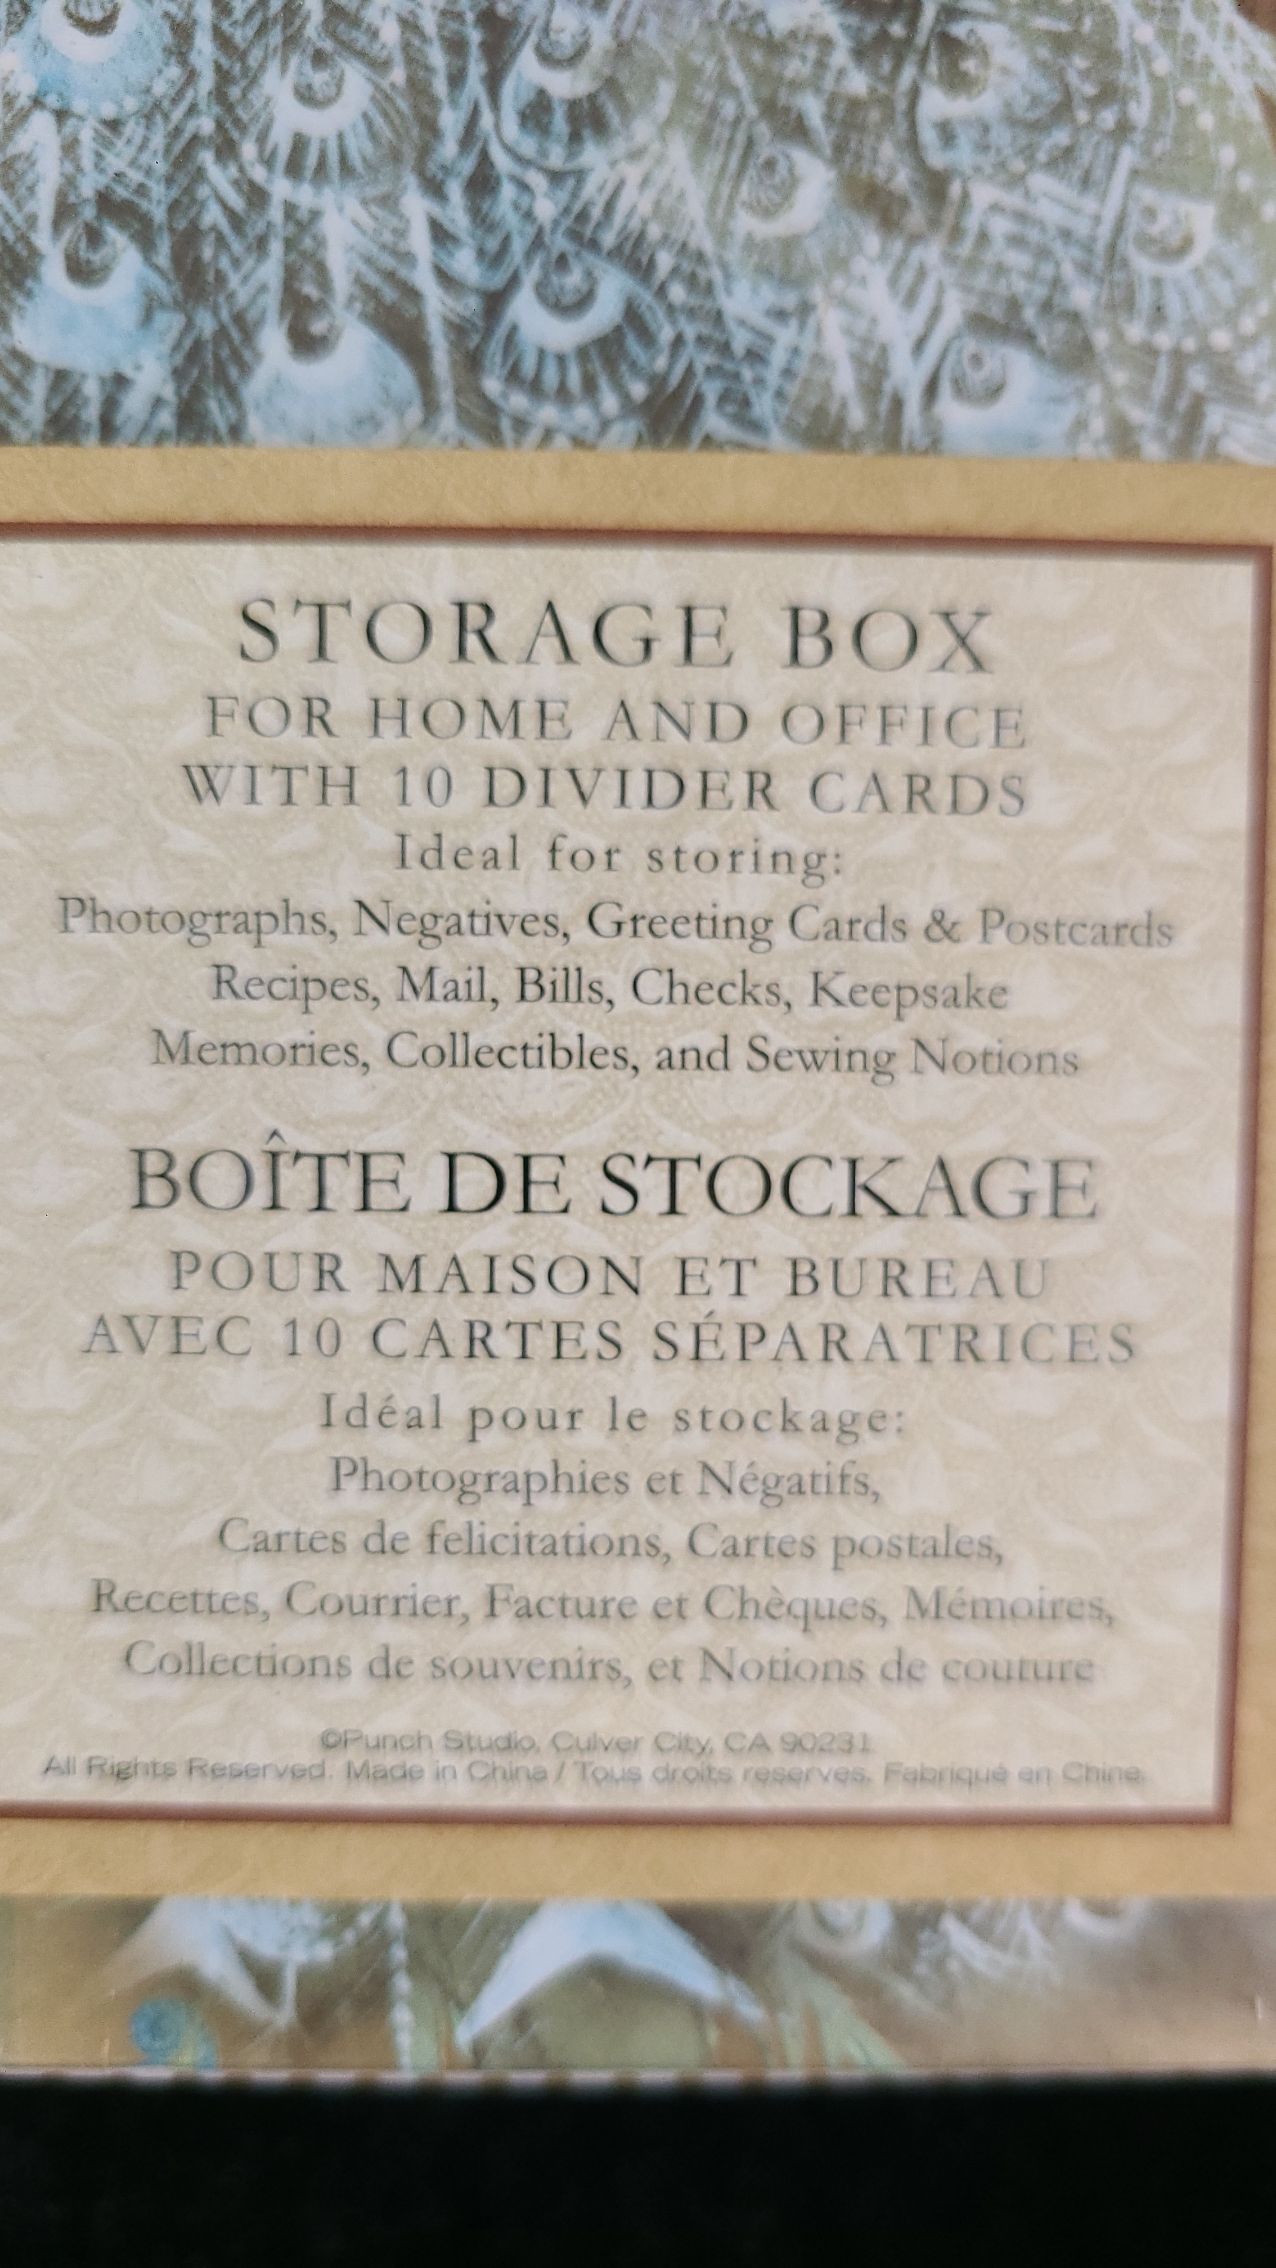 STORAGE BOX
FOR HOME AND OFFICE
WITH 10 DIVIDER CARDS
Ideal for storing:
Photographs, Negatives, Greeting Cards & Postcards
Recipes, Mail, Bills, Checks, Keepsake
Memories, Collectibles, and Sewing Notions
BOÎTE DE STOCKAGE
POUR MAISON ET BUREAU
AVEC 10 CARTES SÉPARATRICES
Idéal pour le stockage:
Photographies et Négatifs,
Cartes de felicitations, Cartes postales,
Recettes, Courrier, Facture et Chèques, Mémoires,
Collections de souvenirs, et Notions de couture
©Punch Studio, Culver City, CA 90231
All Rights Reserved. Made in China / Tous droits reserves. Fabriqué en Chine.